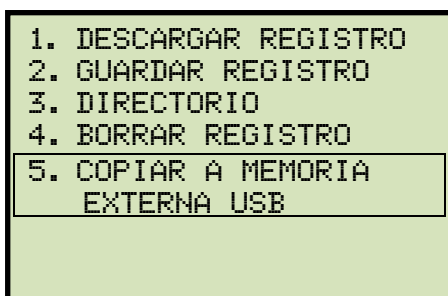 1. DESCARGAR REGISTRO
2. GUARDAR REGISTRO
3. DIRECTORIO
4. BORRAR REGISTRO
5. COPIAR A MEMORIA
EXTERNA USB